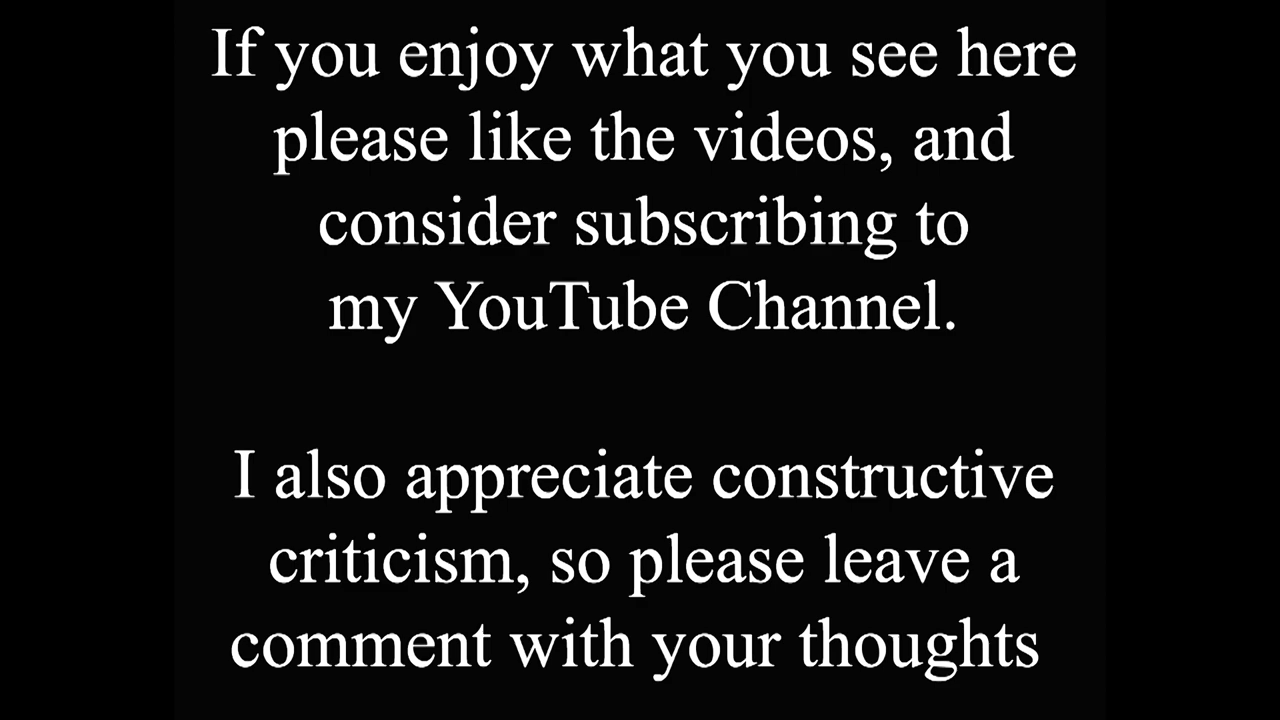 If you enjoy what you see here
please like the videos, and
consider subscribing to
my YouTube Channel.
I also appreciate constructive
criticism, so please leave a
comment with your thoughts